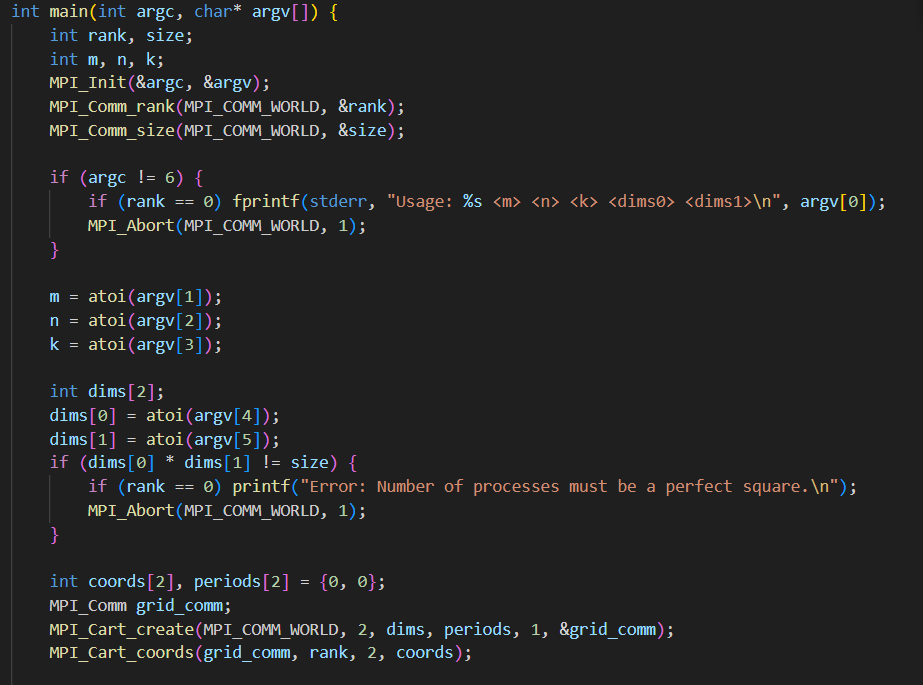 int main(int argc, char* argv[]) {
    int rank, size;
    int m, n, k;
    MPI_Init(&argc, &argv);
    MPI_Comm_rank(MPI_COMM_WORLD, &rank);
    MPI_Comm_size(MPI_COMM_WORLD, &size);

    if (argc != 6) {
        if (rank == 0) fprintf(stderr, "Usage: %s <m> <n> <k> <dims0> <dims1>\n", argv[0]);
        MPI_Abort(MPI_COMM_WORLD, 1);
    }

    m = atoi(argv[1]);
    n = atoi(argv[2]);
    k = atoi(argv[3]);

    int dims[2];
    dims[0] = atoi(argv[4]);
    dims[1] = atoi(argv[5]);
    if (dims[0] * dims[1] != size) {
        if (rank == 0) printf("Error: Number of processes must be a perfect square.\n");
        MPI_Abort(MPI_COMM_WORLD, 1);
    }

    int coords[2], periods[2] = {0, 0};
    MPI_Comm grid_comm;
    MPI_Cart_create(MPI_COMM_WORLD, 2, dims, periods, 1, &grid_comm);
    MPI_Cart_coords(grid_comm, rank, 2, coords);